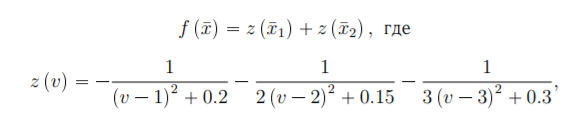 f (x̄) = z (x̄₁) + z (x̄₂) , где
z (v) = − 1/((v − 1)² + 0.2) − 1/(2 (v − 2)² + 0.15) − 1/(3 (v − 3)² + 0.3),